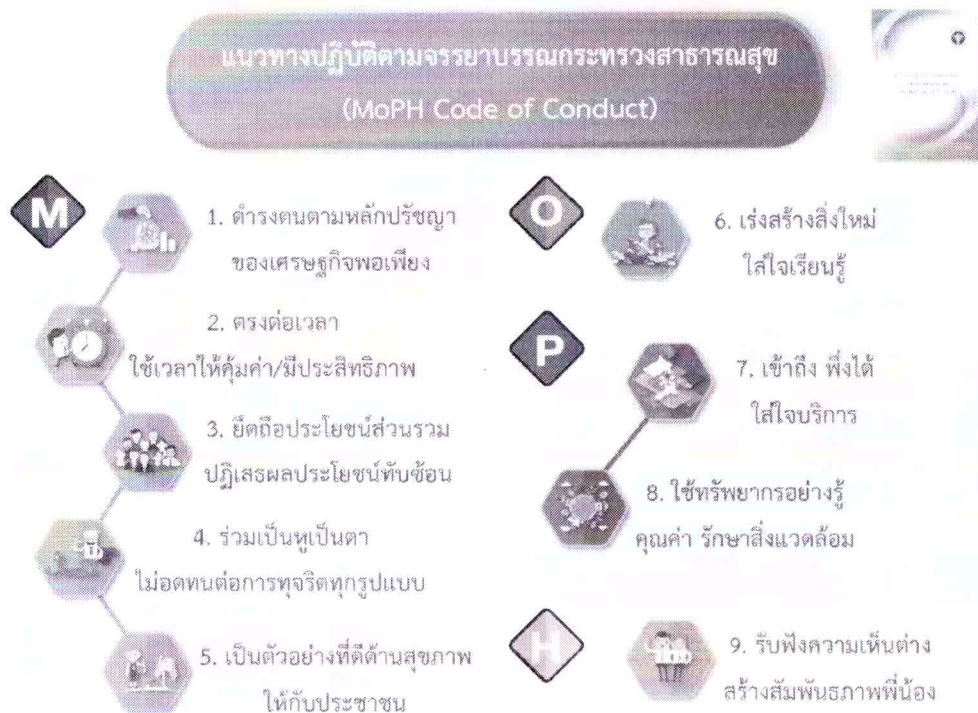 แนวทางปฏิบัติตามจรรยาบรรณกระทรวงสาธารณสุข
(MoPH Code of Conduct)
M
1. ดำรงตนตามหลักปรัชญา
ของเศรษฐกิจพอเพียง
2. ตรงต่อเวลา
ใช้เวลาให้คุ้มค่า/มีประสิทธิภาพ
3. ยึดถือประโยชน์ส่วนรวม
ปฏิเสธผลประโยชน์ทับซ้อน
4. ร่วมเป็นหูเป็นตา
ไม่อดทนต่อการทุจริตทุกรูปแบบ
5. เป็นตัวอย่างที่ดีด้านสุขภาพ
ให้กับประชาชน
O
6. เร่งสร้างสิ่งใหม่
ใส่ใจเรียนรู้
P
7. เข้าถึง พึ่งได้
ใส่ใจบริการ
8. ใช้ทรัพยากรอย่างรู้
คุณค่า รักษาสิ่งแวดล้อม
H
9. รับฟังความเห็นต่าง
สร้างสัมพันธภาพพี่น้อง